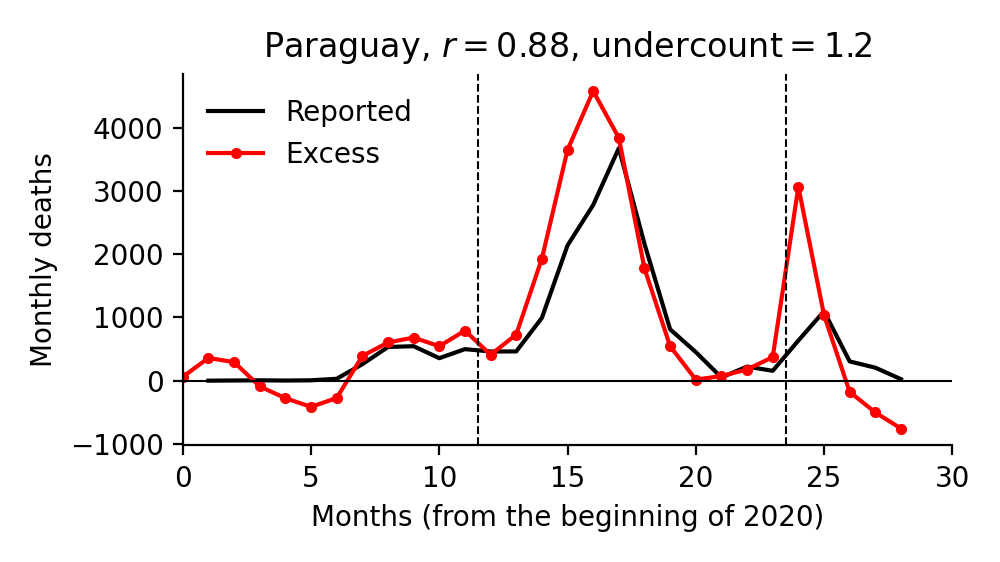 Paraguay, r = 0.88, undercount = 1.2
Reported
Excess
Monthly deaths
4000
3000
2000
1000
0
−1000
0 5 10 15 20 25 30
Months (from the beginning of 2020)